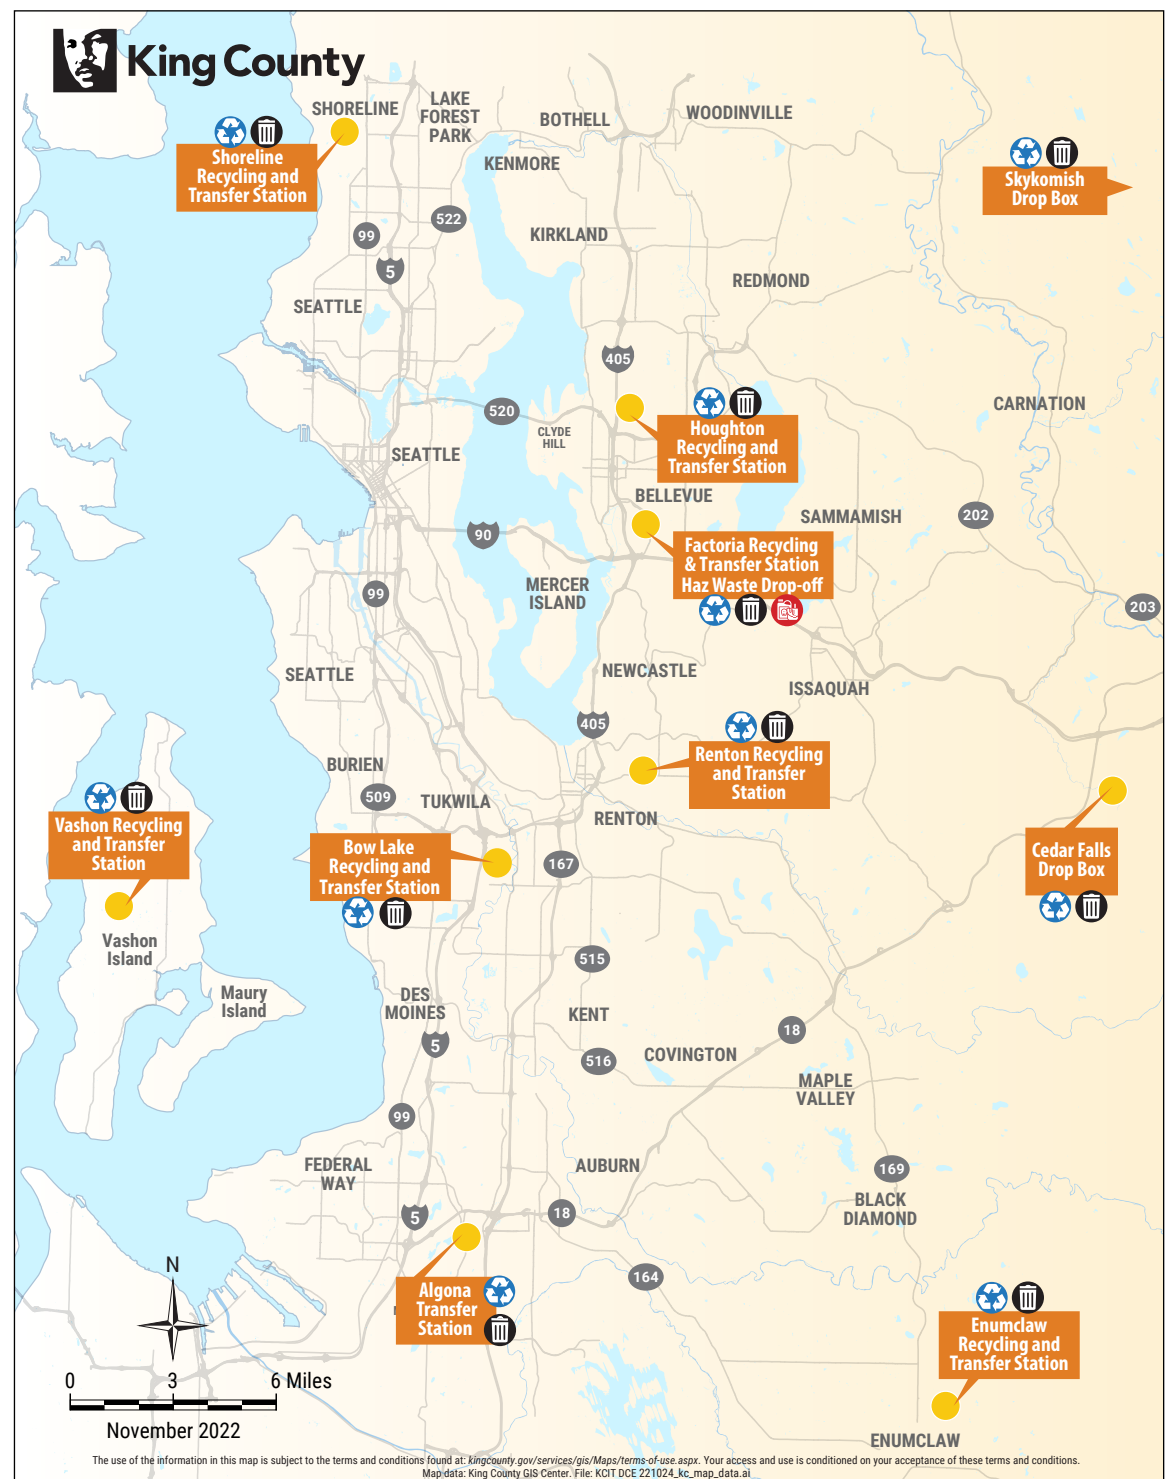 King County
SHORELINE
LAKE
FOREST
PARK
BOTHELL
WOODINVILLE
KENMORE
Shoreline
Recycling and
Transfer Station
Skykomish
Drop Box
522
99
KIRKLAND
5
REDMOND
SEATTLE
405
520
CARNATION
CLYDE
HILL
Houghton
Recycling and
Transfer Station
SEATTLE
BELLEVUE
SAMMAMISH
202
90
Factoria Recycling
& Transfer Station
Haz Waste Drop-off
MERCER
ISLAND
99
203
SEATTLE
NEWCASTLE
ISSAQUAH
405
Renton Recycling
and Transfer
Station
BURIEN
509
TUKWILA
RENTON
Vashon Recycling
and Transfer
Station
Bow Lake
Recycling and
Transfer Station
167
Cedar Falls
Drop Box
Vashon
Island
515
Maury
Island
DES
MOINES
KENT
5
18
516
COVINGTON
MAPLE
VALLEY
99
FEDERAL
WAY
AUBURN
169
BLACK
DIAMOND
5
18
N
164
Algona
Transfer
Station
Enumclaw
Recycling and
Transfer Station
0 3 6 Miles
November 2022
ENUMCLAW
The use of the information in this map is subject to the terms and conditions found at: kingcounty.gov/services/gis/Maps/terms-of-use.aspx. Your access and use is conditioned on your acceptance of these terms and conditions.
Map data: King County GIS Center. File: KCIT DCE 221024_kc_map_data.ai